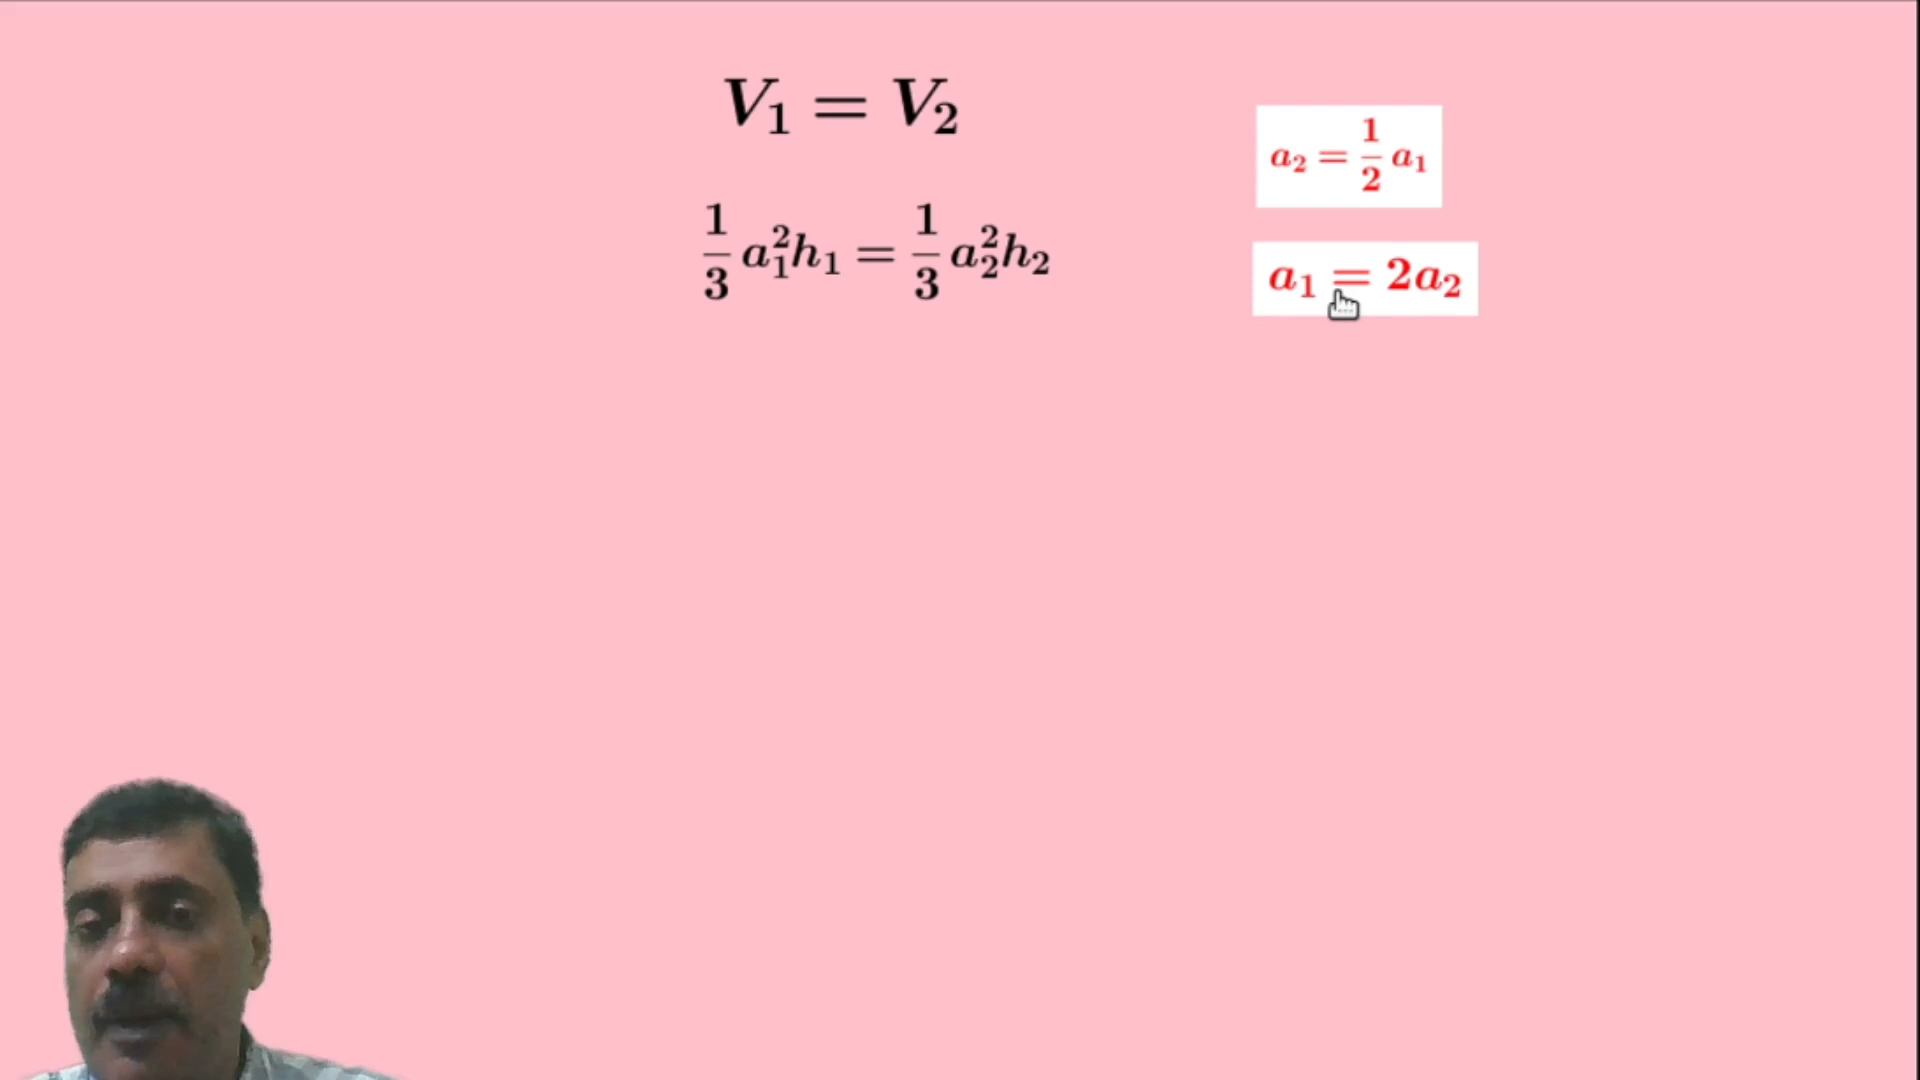 V₁ = V₂
1/3 a₁²h₁ = 1/3 a₂²h₂
a₂ = 1/2 a₁
a₁ = 2a₂